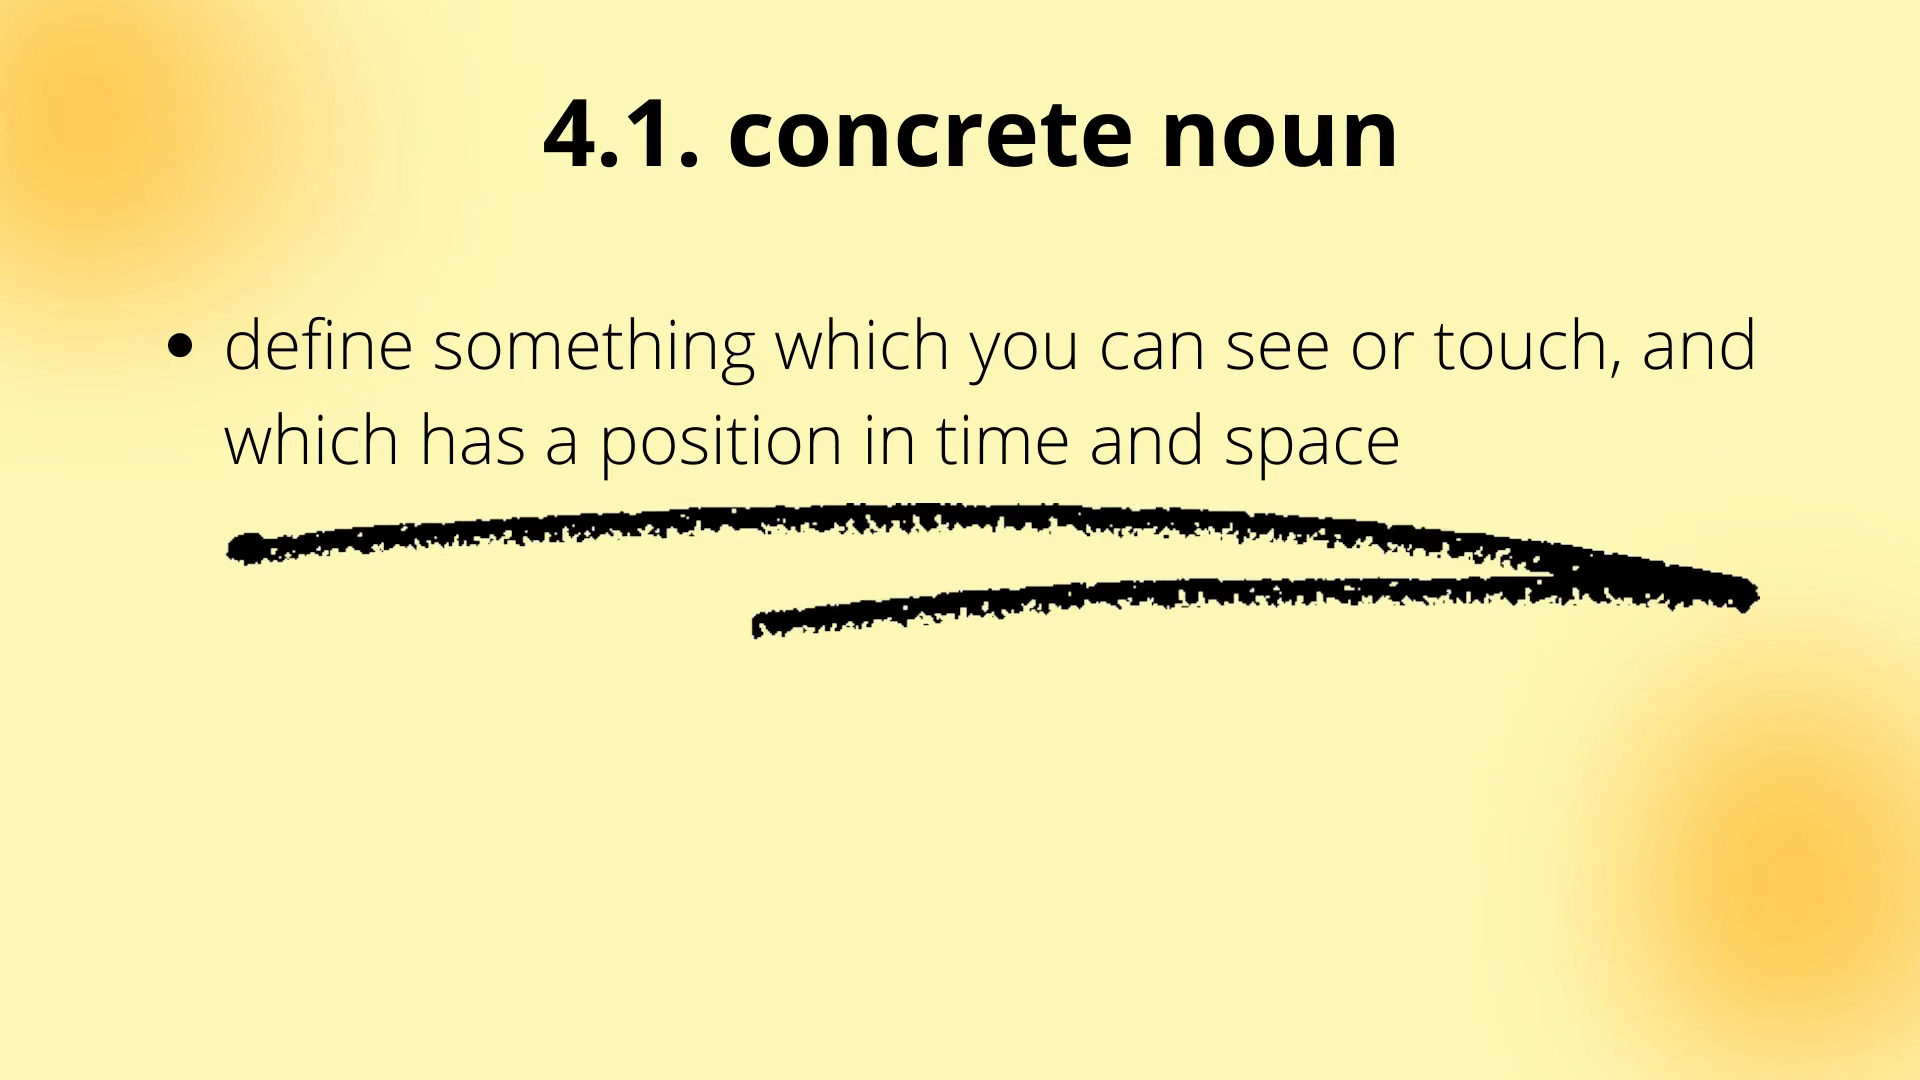 4.1. concrete noun
• define something which you can see or touch, and
which has a position in time and space